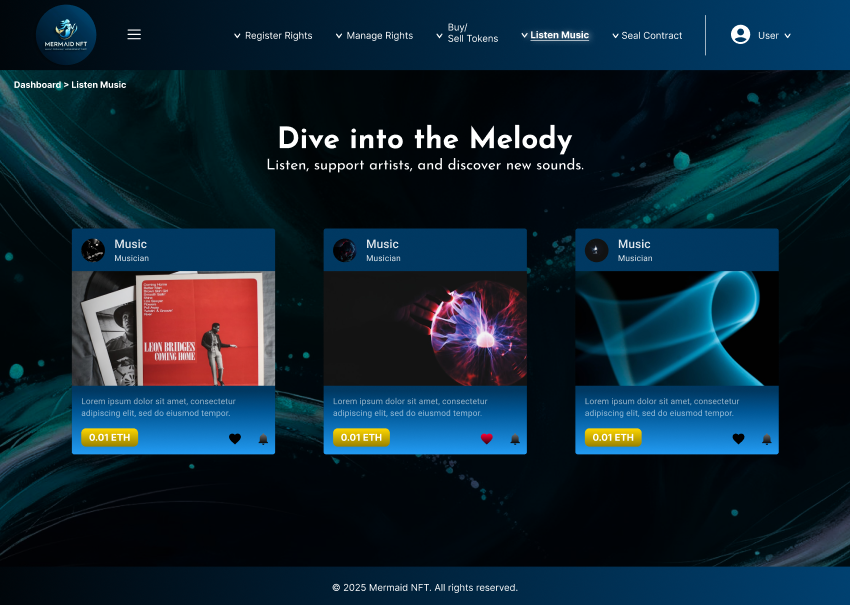 MERMAID NFT
Register Rights
Manage Rights
Buy/
Sell Tokens
Listen Music
Seal Contract
User
Dashboard > Listen Music
Dive into the Melody
Listen, support artists, and discover new sounds.
Music
Musician
LEON BRIDGES
COMING HOME
Lorem ipsum dolor sit amet, consectetur
adipiscing elit, sed do eiusmod tempor.
0.01 ETH
Music
Musician
Lorem ipsum dolor sit amet, consectetur
adipiscing elit, sed do eiusmod tempor.
0.01 ETH
Music
Musician
Lorem ipsum dolor sit amet, consectetur
adipiscing elit, sed do eiusmod tempor.
0.01 ETH
© 2025 Mermaid NFT. All rights reserved.